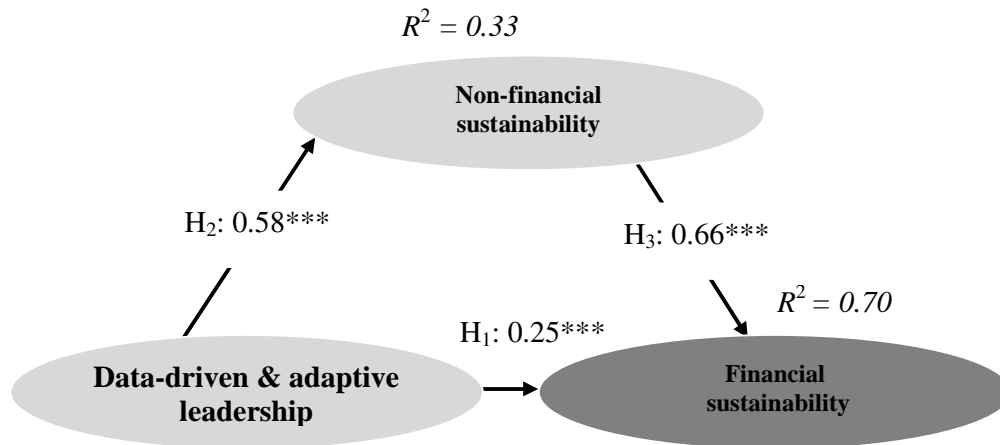 R² = 0.33
Non-financial
sustainability
H₂: 0.58***
H₃: 0.66***
R² = 0.70
H₁: 0.25***
Data-driven & adaptive
leadership
Financial
sustainability